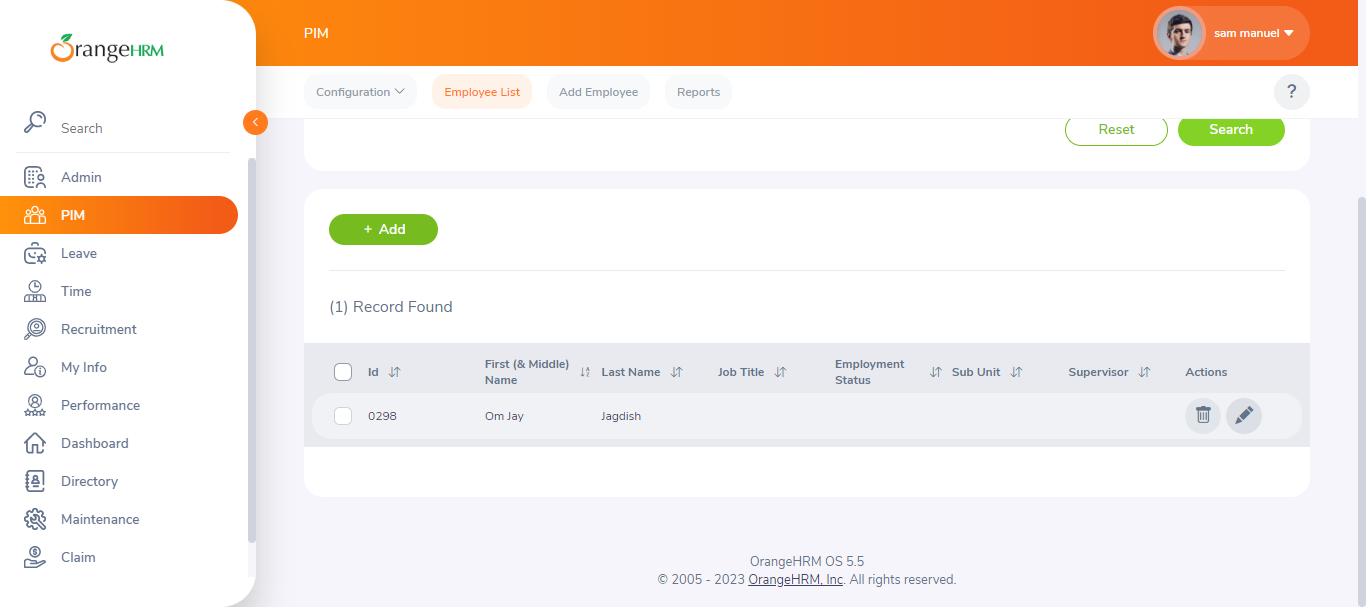 OrangeHRM
PIM
sam manuel
Configuration
Employee List
Add Employee
Reports
?
Search
Admin
PIM
Leave
Time
Recruitment
My Info
Performance
Dashboard
Directory
Maintenance
Claim
Reset
Search
+ Add
(1) Record Found
Id
First (& Middle)
Name
Last Name
Job Title
Employment
Status
Sub Unit
Supervisor
Actions
0298
Om Jay
Jagdish
OrangeHRM OS 5.5
© 2005 - 2023 OrangeHRM, Inc. All rights reserved.